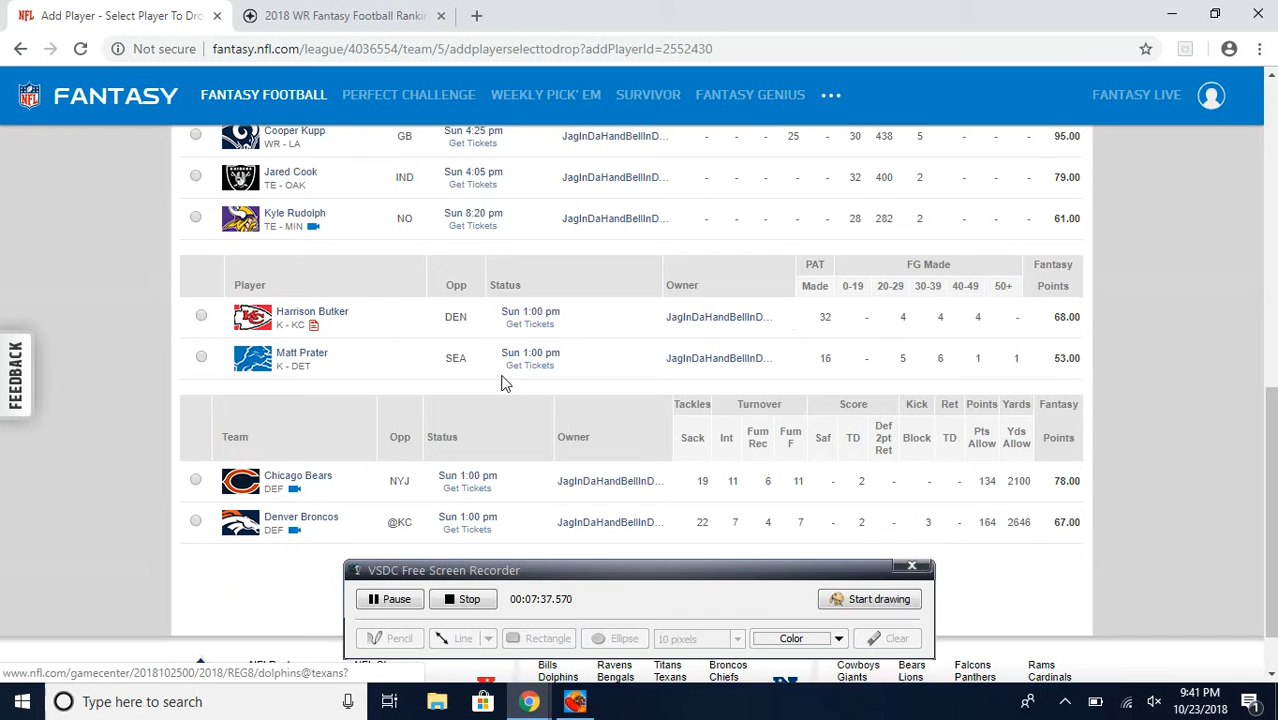 Add Player - Select Player To Dro
2018 WR Fantasy Football Ranki
Not secure
fantasy.nfl.com/league/4036554/team/5/addplayerselecttodrop?addPlayerId=2552430
FANTASY
FANTASY FOOTBALL
PERFECT CHALLENGE
WEEKLY PICK' EM
SURVIVOR
FANTASY GENIUS
FANTASY LIVE
Cooper Kupp
WR - LA
GB
Sun 4:25 pm
Get Tickets
JagInDaHandBellInD...
- - - 25 - 30 438 5 - - - 95.00
Jared Cook
TE - OAK
IND
Sun 4:05 pm
Get Tickets
JagInDaHandBellInD...
- - - - - 32 400 2 - - - 79.00
Kyle Rudolph
TE - MIN
NO
Sun 8:20 pm
Get Tickets
JagInDaHandBellInD...
- - - - - 28 282 2 - - - 61.00
PAT FG Made Fantasy
Player Opp Status Owner Made 0-19 20-29 30-39 40-49 50+ Points
Harrison Butker
K - KC
DEN
Sun 1:00 pm
Get Tickets
JagInDaHandBellInD...
32 - 4 4 4 - 68.00
Matt Prater
K - DET
SEA
Sun 1:00 pm
Get Tickets
JagInDaHandBellInD...
16 - 5 6 1 1 53.00
Tackles Turnover Score Kick Ret Points Yards Fantasy
Team Opp Status Owner Sack Int Fum Rec Fum F Saf TD Def 2pt Ret Block TD Pts Allow Yds Allow Points
Chicago Bears
DEF
NYJ
Sun 1:00 pm
Get Tickets
JagInDaHandBellInD...
19 11 6 11 - 2 - - - 134 2100 78.00
Denver Broncos
DEF
@KC
Sun 1:00 pm
Get Tickets
JagInDaHandBellInD...
22 7 4 7 - 2 - 3 - 164 2646 67.00
FEEDBACK
VSDC Free Screen Recorder
Pause
Stop
00:07:37.570
Start drawing
Pencil
Line
Rectangle
Ellipse
10 pixels
Color
Clear
Bills Ravens Titans Broncos
Dolphins Bengals Texans Chiefs
Cowboys Bears Falcons Rams
Giants Lions Panthers Cardinals
www.nfl.com/gamecenter/2018102500/2018/REG8/dolphins@texans?
Type here to search
9:41 PM
10/23/2018
1